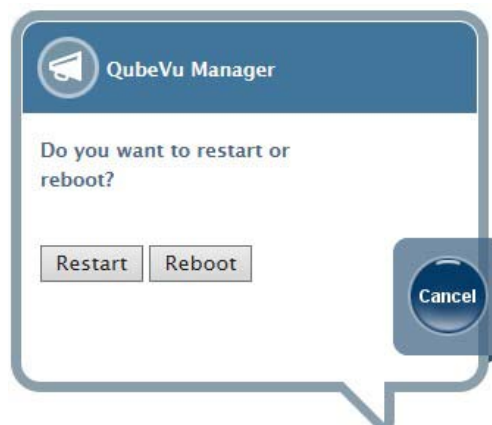 QubeVu Manager
Do you want to restart or
reboot?
Restart Reboot
Cancel